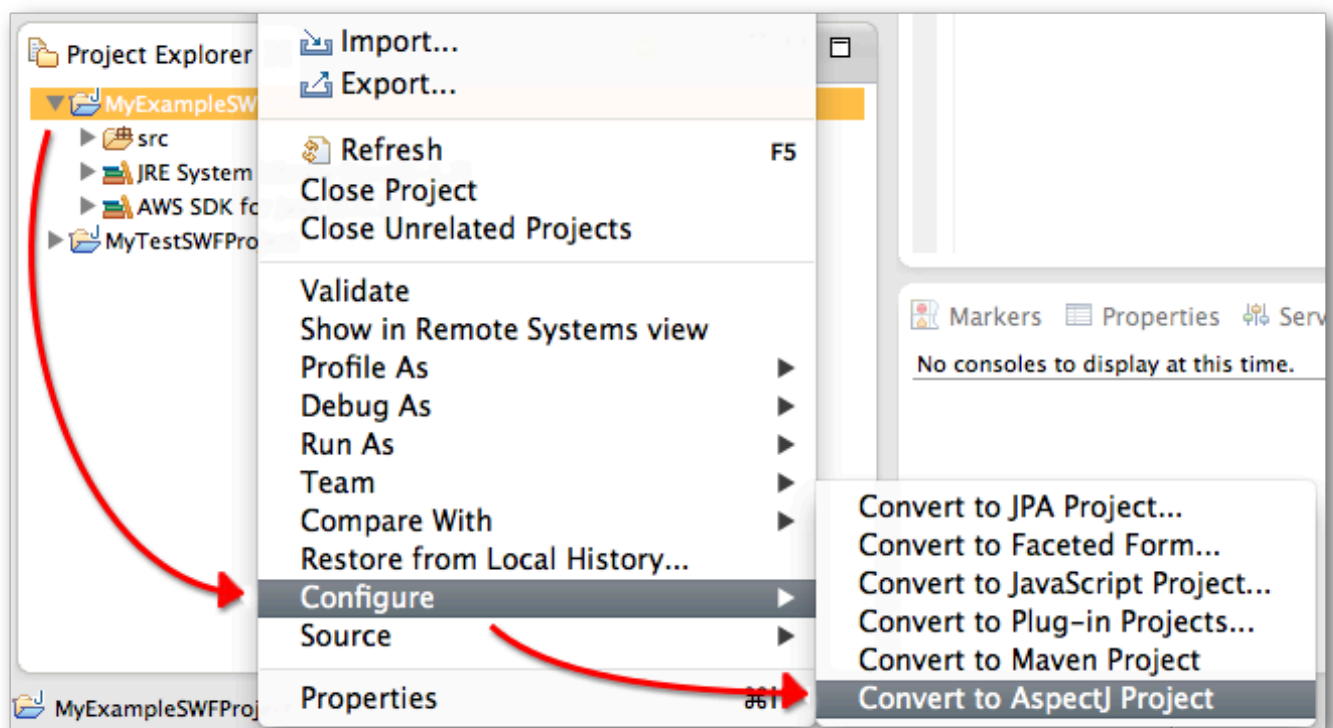 Project Explorer
MyExampleSW
src
JRE System
AWS SDK fo
MyTestSWFPro
Import...
Export...
Refresh F5
Close Project
Close Unrelated Projects
Validate
Show in Remote Systems view
Profile As
Debug As
Run As
Team
Compare With
Restore from Local History...
Configure
Source
Properties ⌘I
Convert to JPA Project...
Convert to Faceted Form...
Convert to JavaScript Project...
Convert to Plug-in Projects...
Convert to Maven Project
Convert to AspectJ Project
Markers Properties Serv
No consoles to display at this time.
MyExampleSWFProj